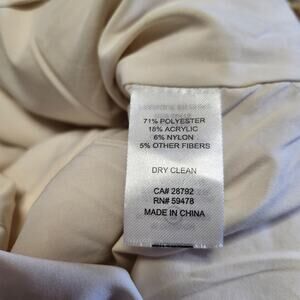 71% POLYESTER
18% ACRYLIC
6% NYLON
5% OTHER FIBERS
DRY CLEAN
CA# 28792
RN# 59478
MADE IN CHINA